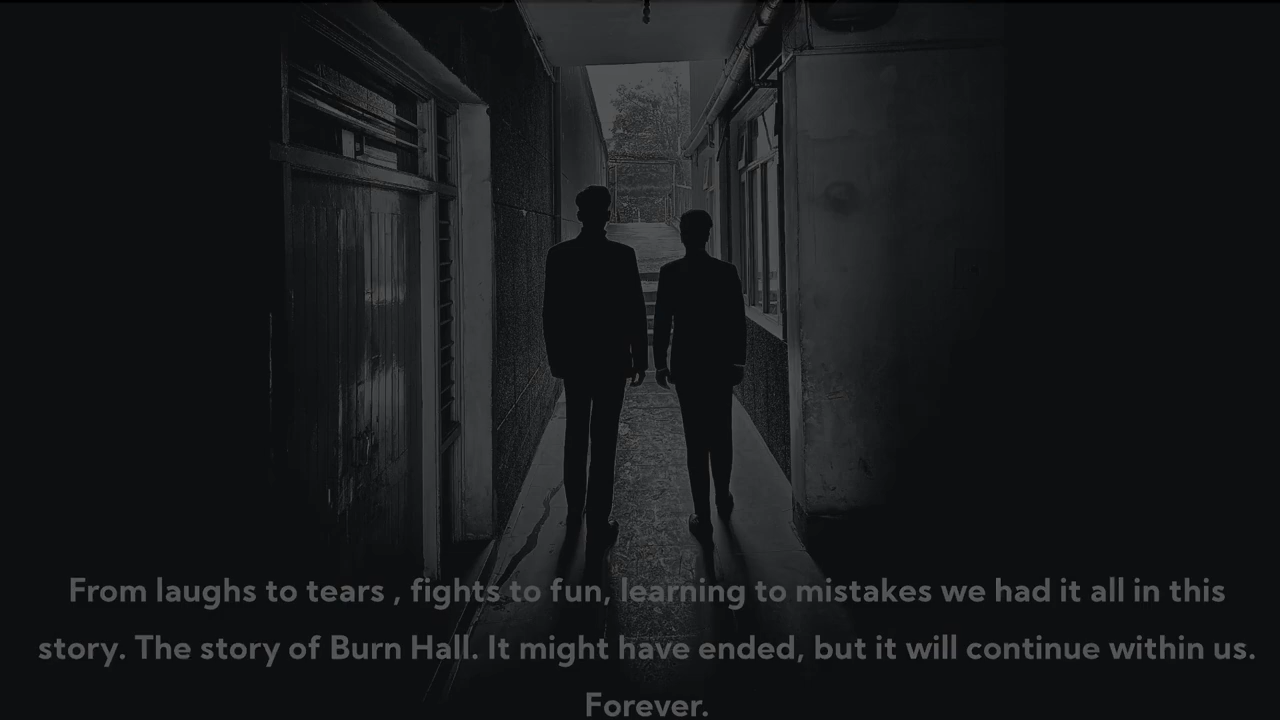 From laughs to tears , fights to fun, learning to mistakes we had it all in this
story. The story of Burn Hall. It might have ended, but it will continue within us.
Forever.